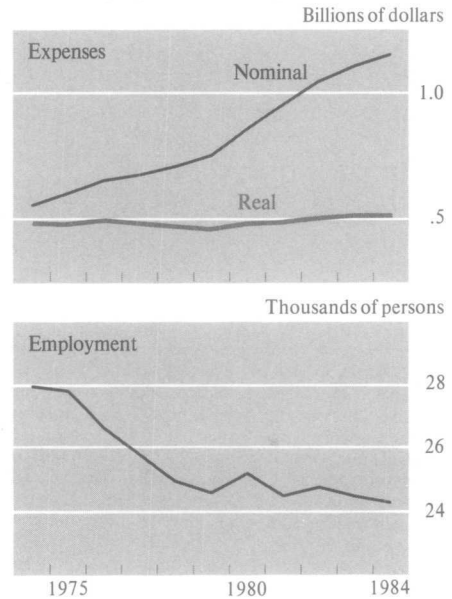 Billions of dollars
Expenses
Nominal
1.0
Real
.5
Thousands of persons
Employment
28
26
24
1975 1980 1984